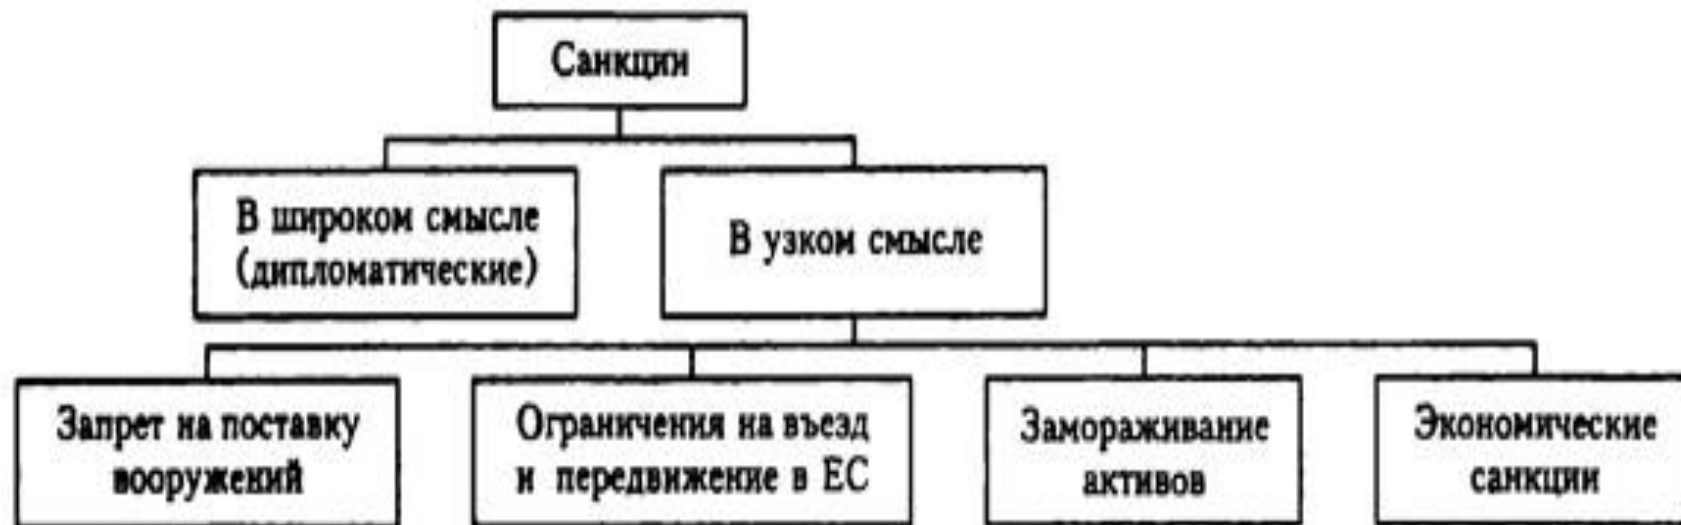 Санкции
В широком смысле
(дипломатические)
В узком смысле
Запрет на поставку
вооружений
Ограничения на въезд
и передвижение в ЕС
Замораживание
активов
Экономические
санкции